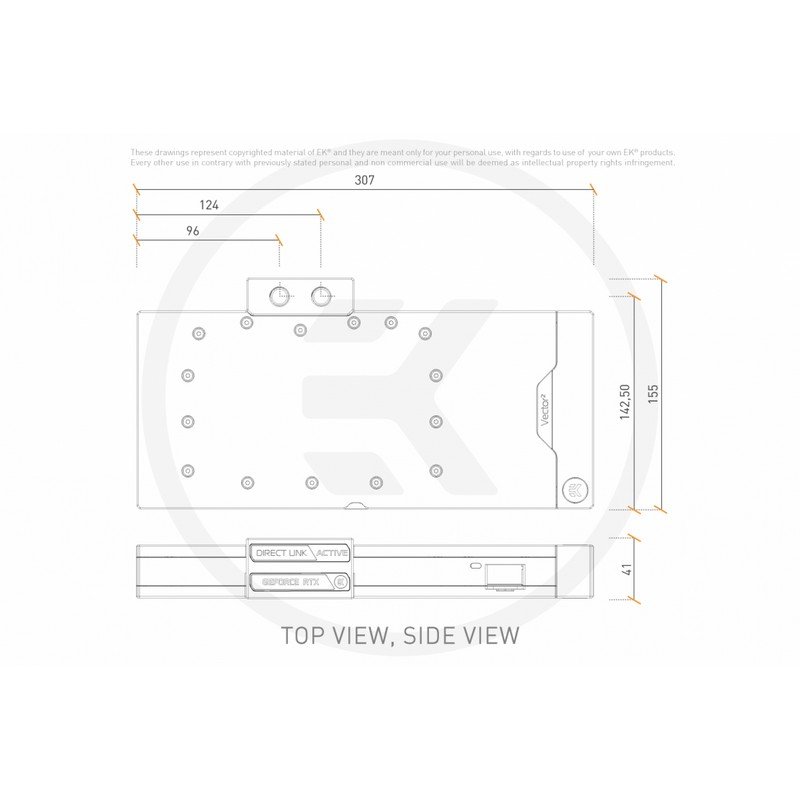 These drawings represent copyrighted material of EK® and they are meant only for your personal use, with regards to use of your own EK® products.
Every other use in contrary with previously stated personal and non commercial use will be deemed as intellectual property rights infringement.
307
124
96
EK
Vector²
142,50
155
EK
DIRECT LINK ACTIVE
GEFORCE RTX EK
41
TOP VIEW, SIDE VIEW